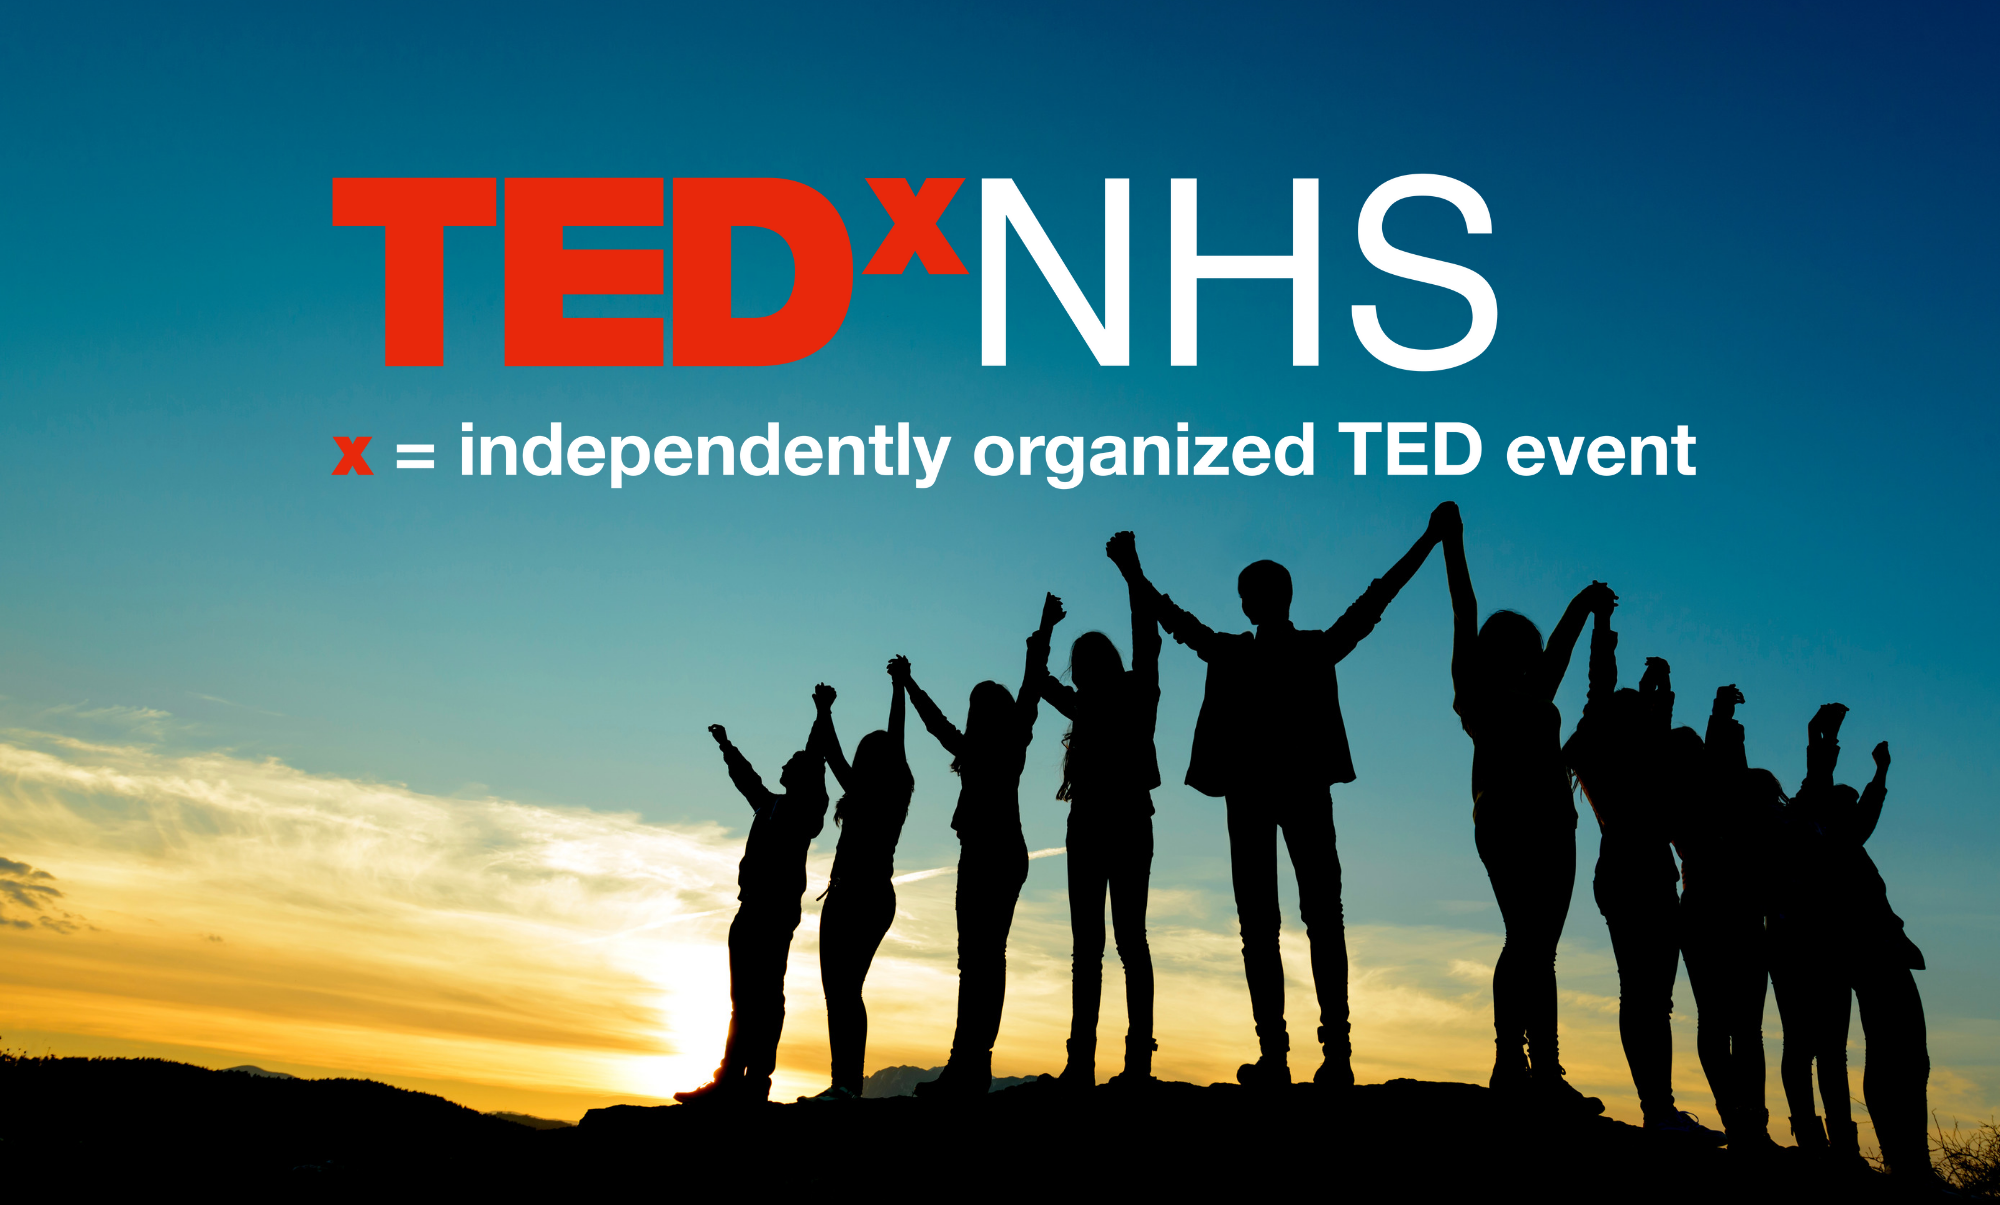 TEDxNHS
x = independently organized TED event